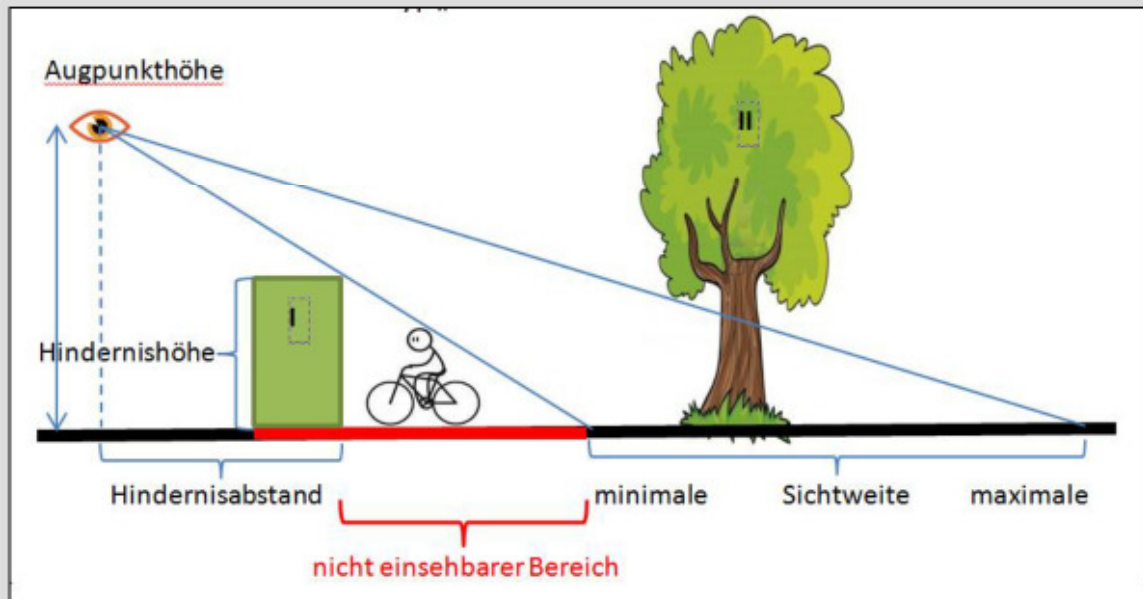 Augpunkthöhe
II
I
Hindernishöhe
Hindernisabstand
minimale Sichtweite maximale
nicht einsehbarer Bereich